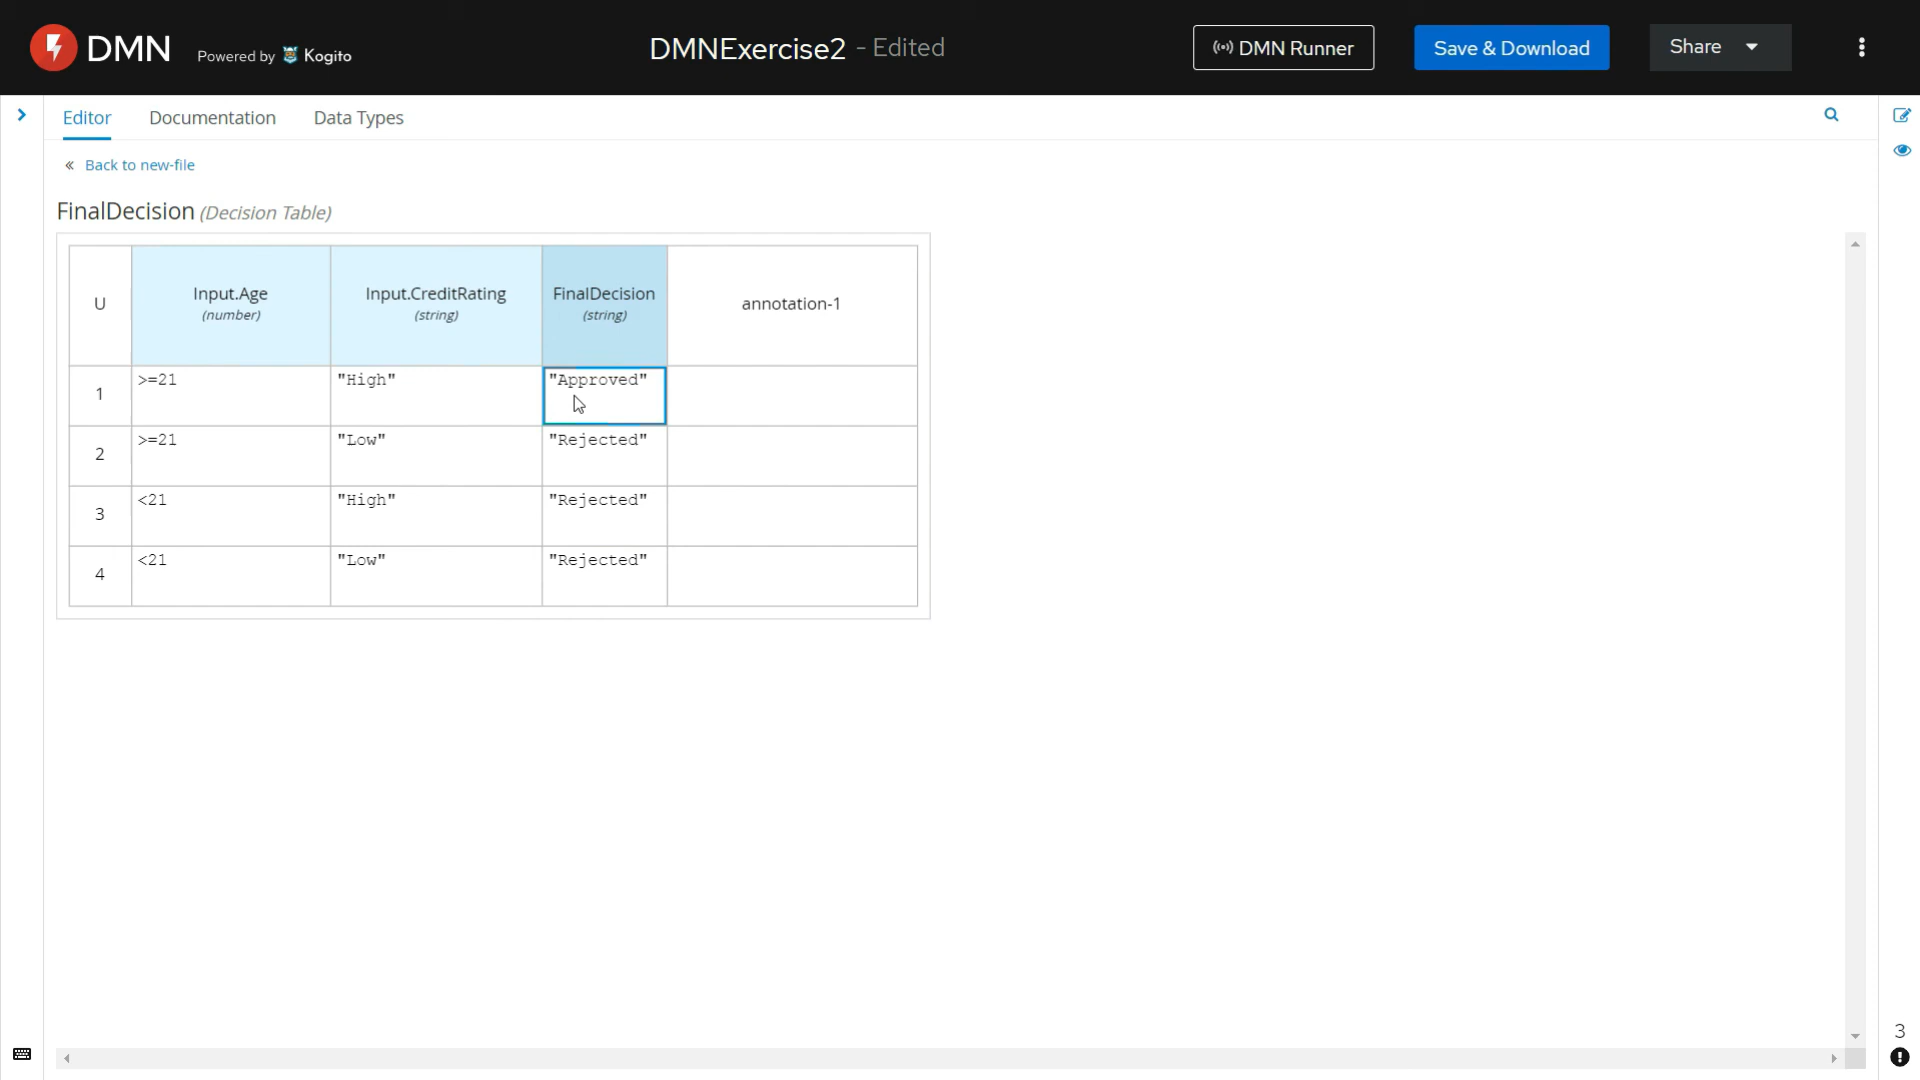 DMN Powered by Kogito
DMNExercise2 - Edited
DMN Runner
Save & Download
Share
Editor Documentation Data Types
« Back to new-file
FinalDecision (Decision Table)
U Input.Age (number) Input.CreditRating (string) FinalDecision (string) annotation-1
1 >=21 "High" "Approved"
2 >=21 "Low" "Rejected"
3 <21 "High" "Rejected"
4 <21 "Low" "Rejected"
3